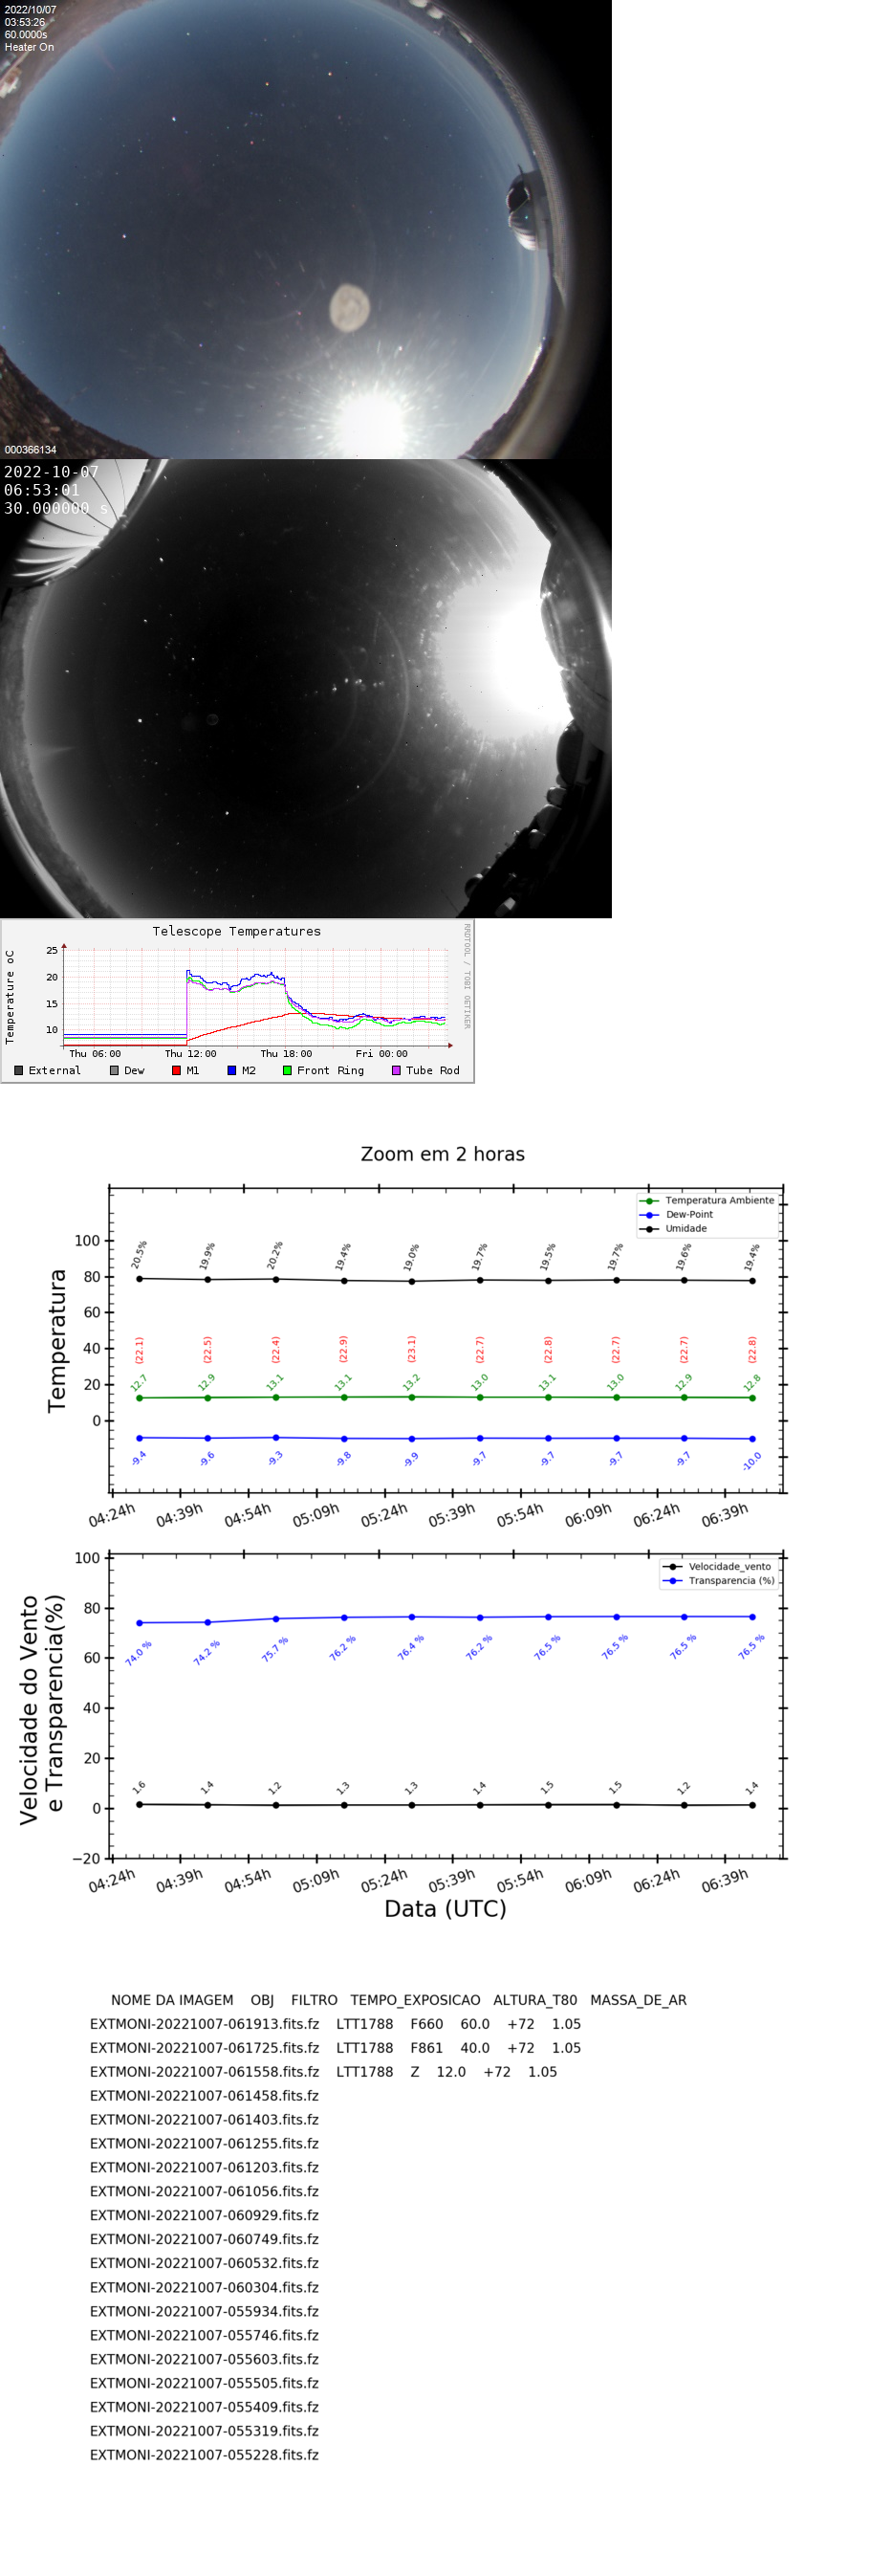 2022/10/07
03:53:26
60.0000s
Heater On
000366134
2022-10-07
06:53:01
30.000000 s
Telescope Temperatures
RRDTOOL / TOBI OETIKER
Temperature oC
25
20
15
10
Thu 06:00 Thu 12:00 Thu 18:00 Fri 00:00
External Dew M1 M2 Front Ring Tube Rod
Zoom em 2 horas
Temperatura Ambiente
Dew-Point
Umidade
Temperatura
100
80
60
40
20
0
20.5% 19.9% 20.2% 19.4% 19.0% 19.7% 19.5% 19.7% 19.6% 19.4%
(22.1) (22.5) (22.4) (22.9) (23.1) (22.7) (22.8) (22.7) (22.7) (22.8)
12.7 12.9 13.1 13.1 13.2 13.0 13.1 13.0 12.9 12.8
-9.4 -9.6 -9.3 -9.8 -9.9 -9.7 -9.7 -9.7 -9.7 -10.0
04:24h 04:39h 04:54h 05:09h 05:24h 05:39h 05:54h 06:09h 06:24h 06:39h
Velocidade_vento
Transparencia (%)
Velocidade do Vento
e Transparencia(%)
100
80
60
40
20
0
−20
74.0 % 74.2 % 75.7 % 76.2 % 76.4 % 76.2 % 76.5 % 76.5 % 76.5 % 76.5 %
1.6 1.4 1.2 1.3 1.3 1.4 1.5 1.5 1.2 1.4
04:24h 04:39h 04:54h 05:09h 05:24h 05:39h 05:54h 06:09h 06:24h 06:39h
Data (UTC)
NOME DA IMAGEM OBJ FILTRO TEMPO_EXPOSICAO ALTURA_T80 MASSA_DE_AR
EXTMONI-20221007-061913.fits.fz LTT1788 F660 60.0 +72 1.05
EXTMONI-20221007-061725.fits.fz LTT1788 F861 40.0 +72 1.05
EXTMONI-20221007-061558.fits.fz LTT1788 Z 12.0 +72 1.05
EXTMONI-20221007-061458.fits.fz
EXTMONI-20221007-061403.fits.fz
EXTMONI-20221007-061255.fits.fz
EXTMONI-20221007-061203.fits.fz
EXTMONI-20221007-061056.fits.fz
EXTMONI-20221007-060929.fits.fz
EXTMONI-20221007-060749.fits.fz
EXTMONI-20221007-060532.fits.fz
EXTMONI-20221007-060304.fits.fz
EXTMONI-20221007-055934.fits.fz
EXTMONI-20221007-055746.fits.fz
EXTMONI-20221007-055603.fits.fz
EXTMONI-20221007-055505.fits.fz
EXTMONI-20221007-055409.fits.fz
EXTMONI-20221007-055319.fits.fz
EXTMONI-20221007-055228.fits.fz